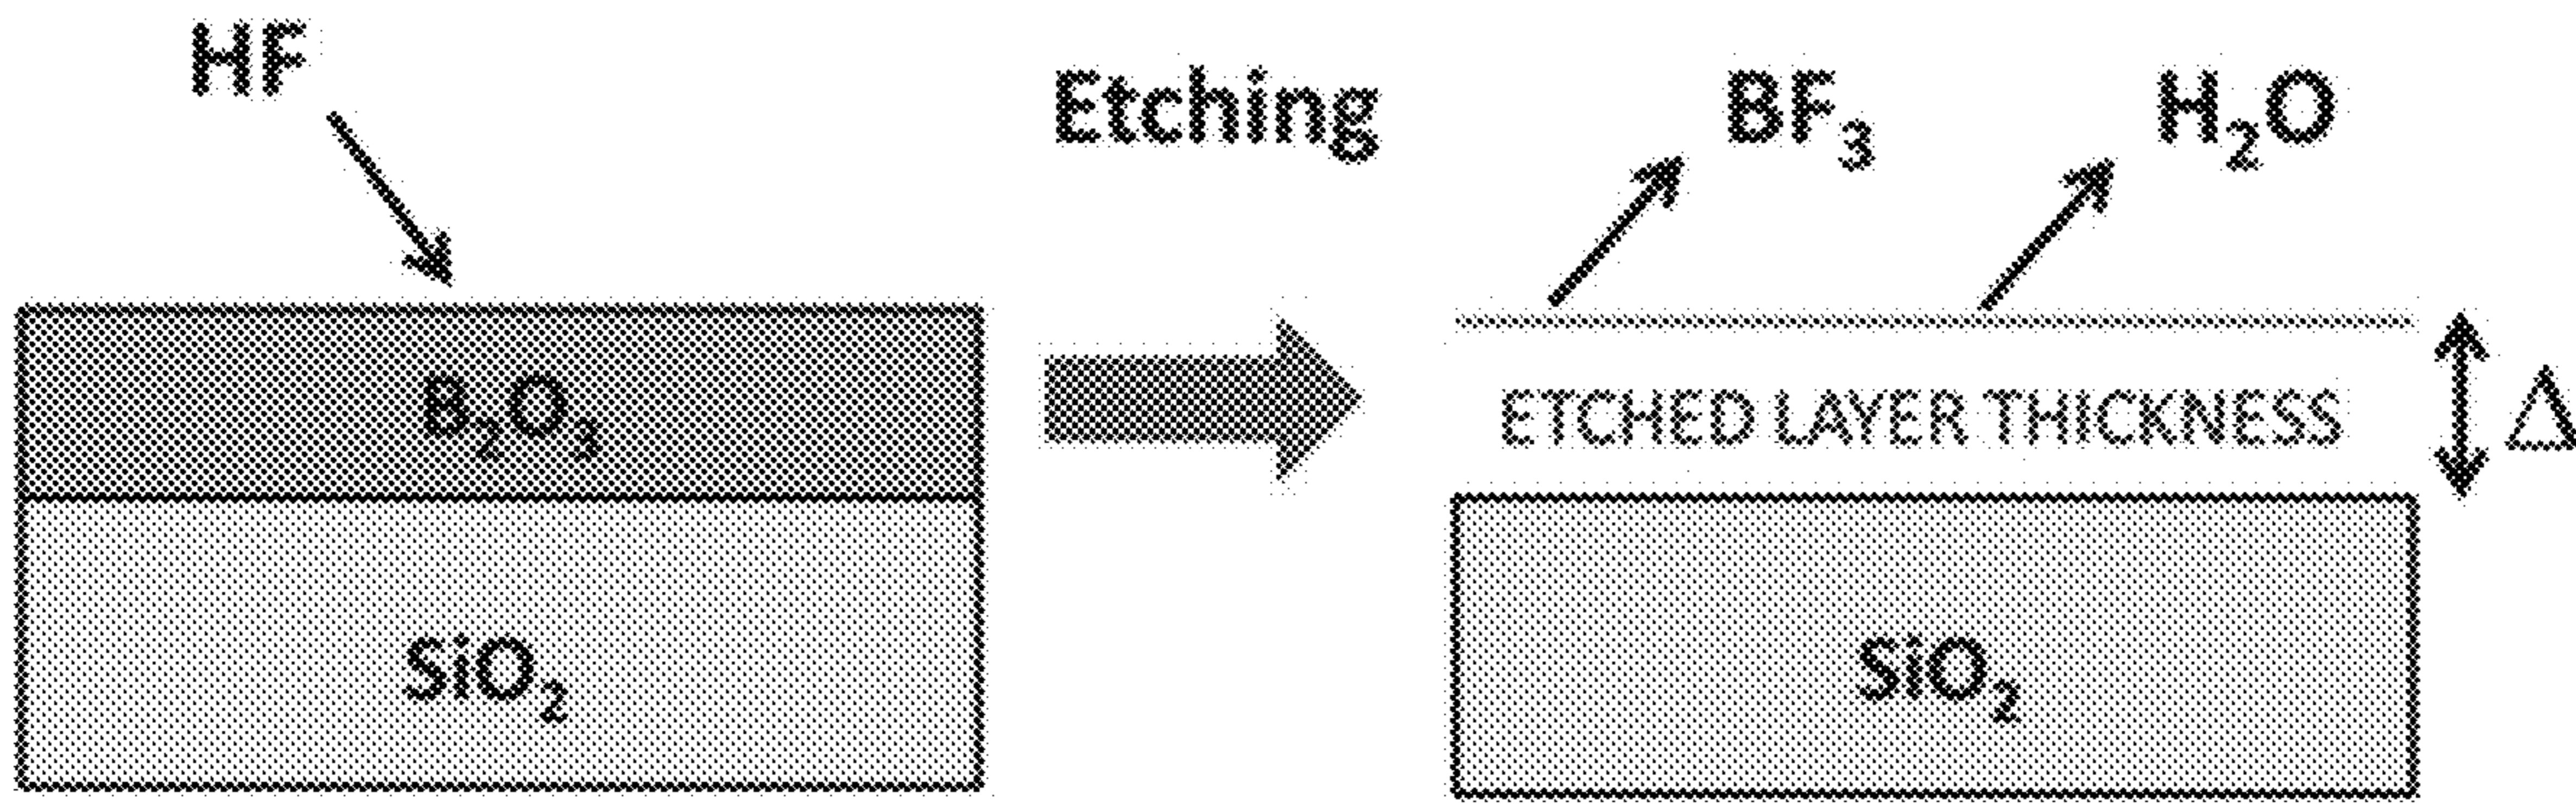 HF
Etching
BF₃
H₂O
B₂O₃
ETCHED LAYER THICKNESS
Δ
SiO₂
SiO₂